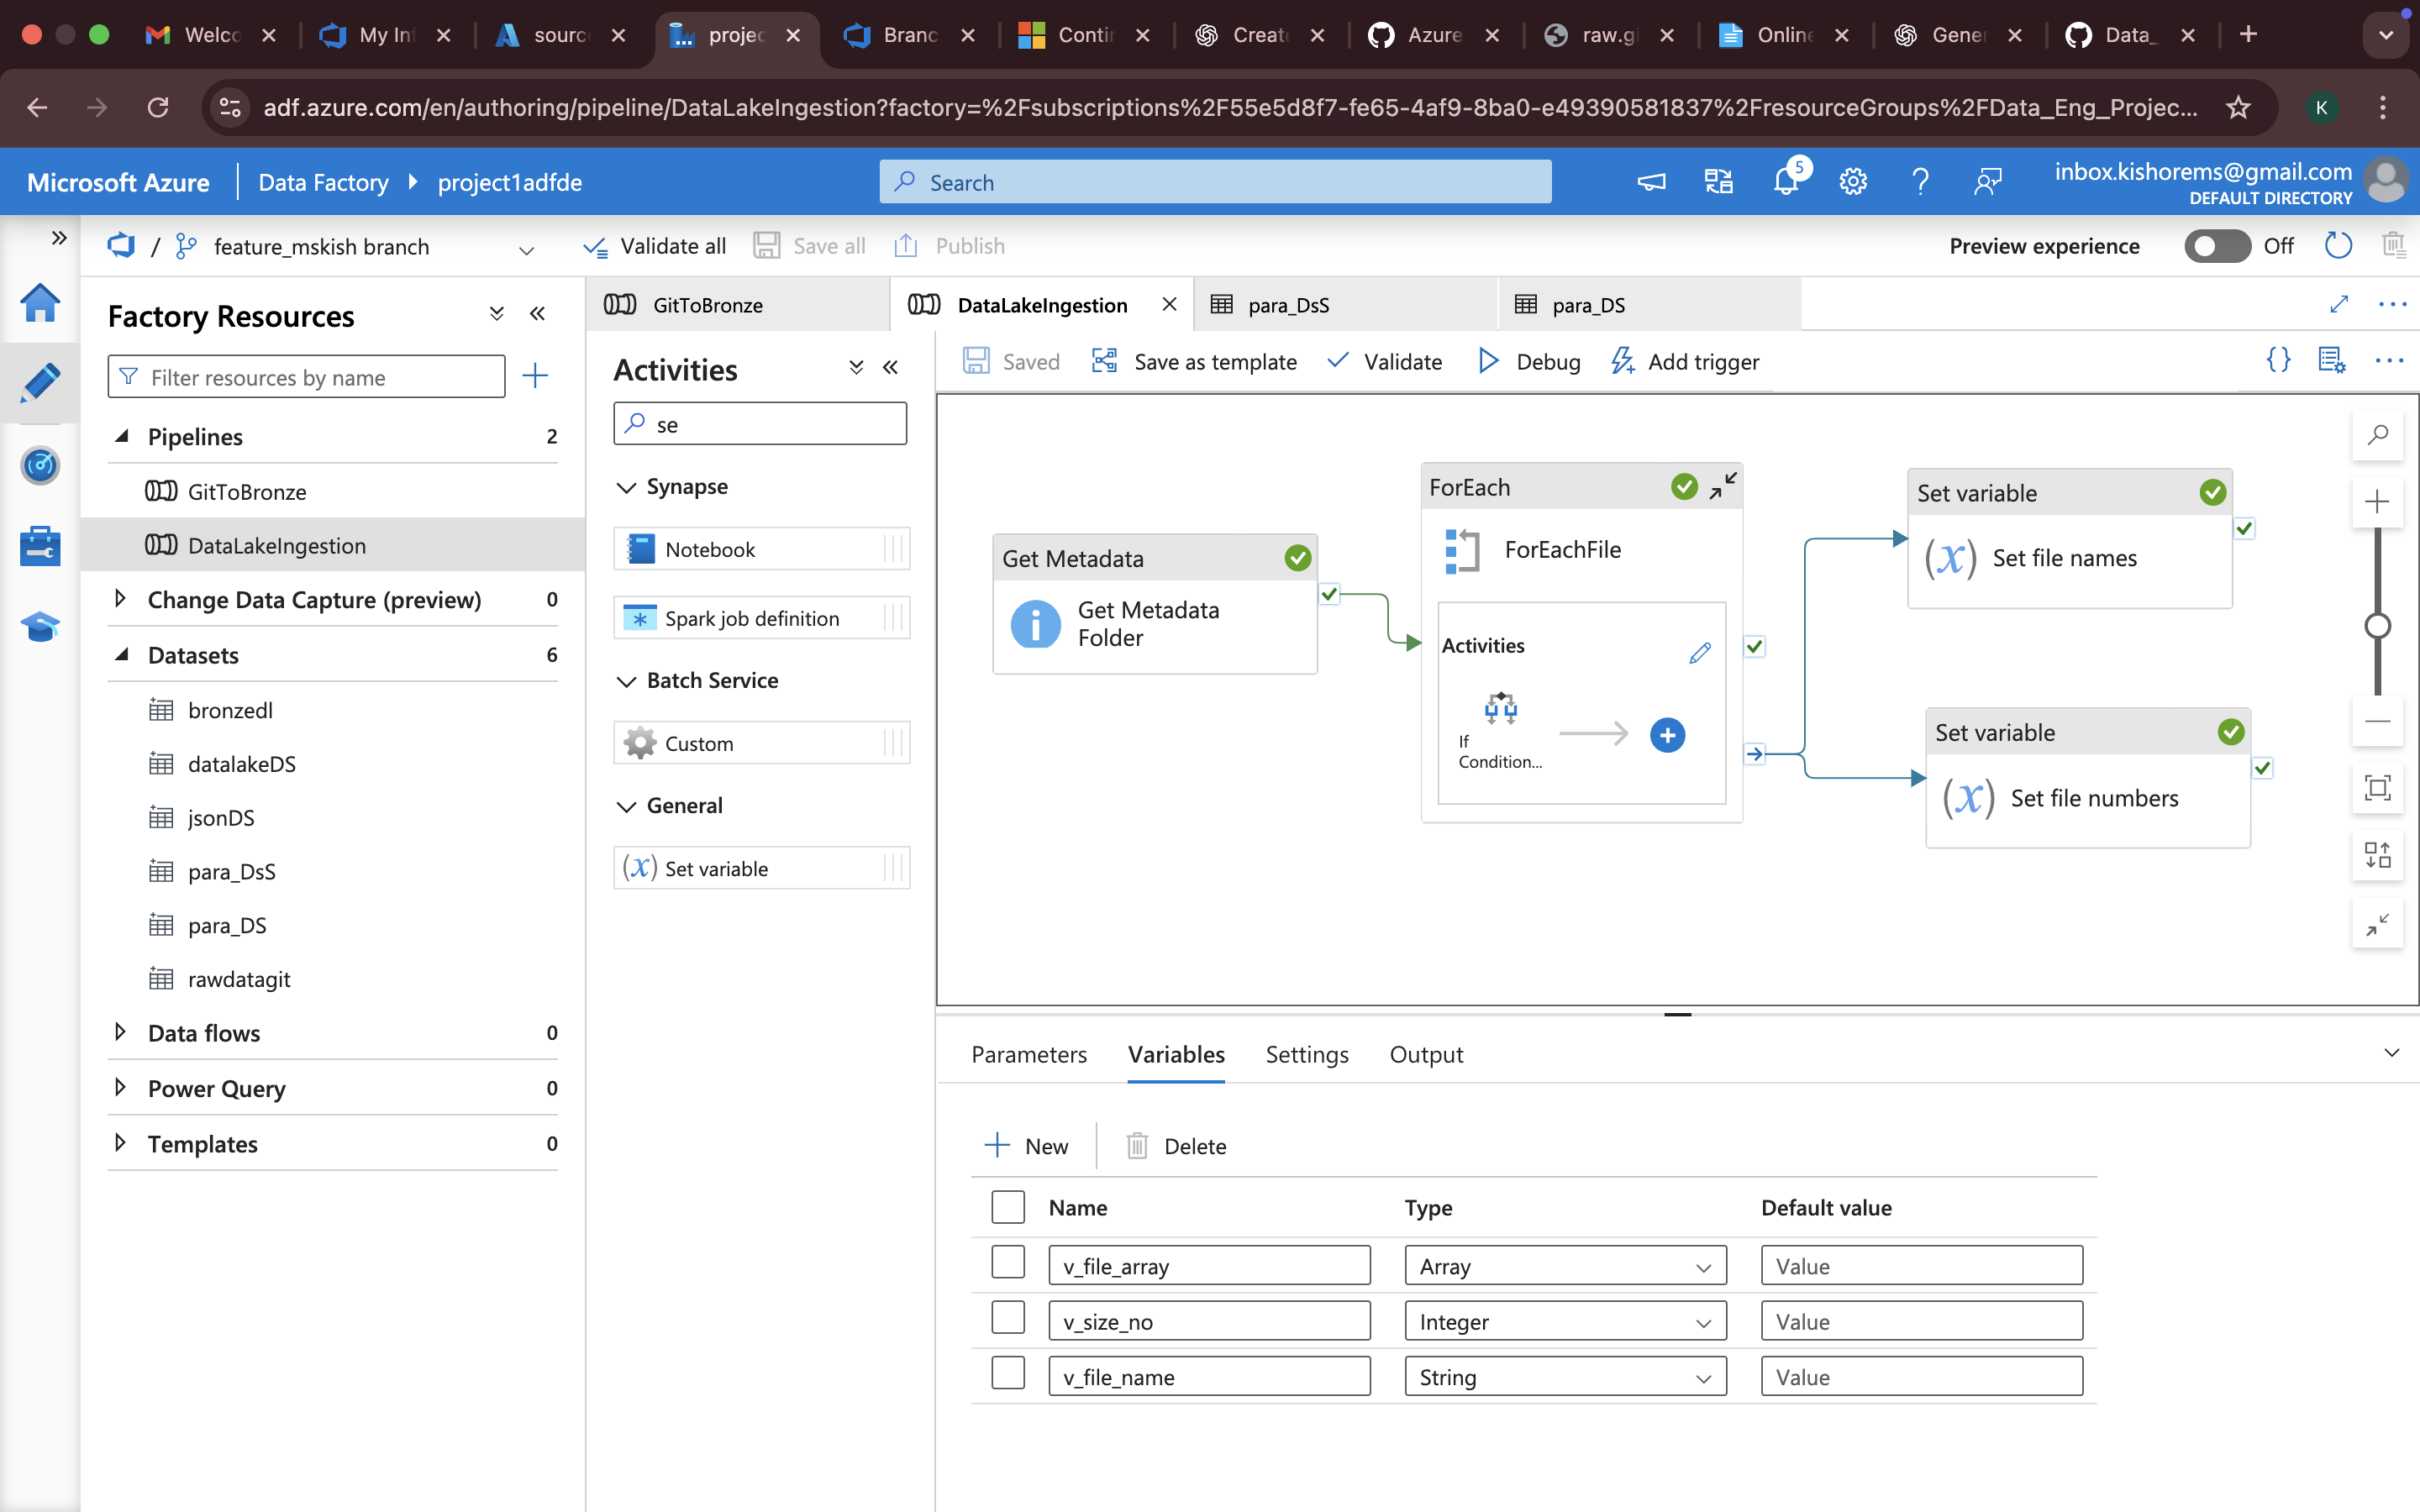 Welco
My Inf
source
projec
Branc
Contin
Create
Azure
raw.gi
Online
Gener
Data_
adf.azure.com/en/authoring/pipeline/DataLakeIngestion?factory=%2Fsubscriptions%2F55e5d8f7-fe65-4af9-8ba0-e49390581837%2FresourceGroups%2FData_Eng_Projec...
K
Microsoft Azure
Data Factory
project1adfde
Search
5
inbox.kishorems@gmail.com
DEFAULT DIRECTORY
/ feature_mskish branch
Validate all
Save all
Publish
Preview experience
Off
Factory Resources
Filter resources by name
Pipelines 2
GitToBronze
DataLakeIngestion
Change Data Capture (preview) 0
Datasets 6
bronzedl
datalakeDS
jsonDS
para_DsS
para_DS
rawdatagit
Data flows 0
Power Query 0
Templates 0
GitToBronze
DataLakeIngestion
para_DsS
para_DS
Activities
se
Synapse
Notebook
Spark job definition
Batch Service
Custom
General
(x) Set variable
Saved
Save as template
Validate
Debug
Add trigger
{}
Get Metadata
Get Metadata
Folder
ForEach
ForEachFile
Activities
If
Condition...
Set variable
(x) Set file names
Set variable
(x) Set file numbers
Parameters
Variables
Settings
Output
New
Delete
Name Type Default value
v_file_array Array Value
v_size_no Integer Value
v_file_name String Value